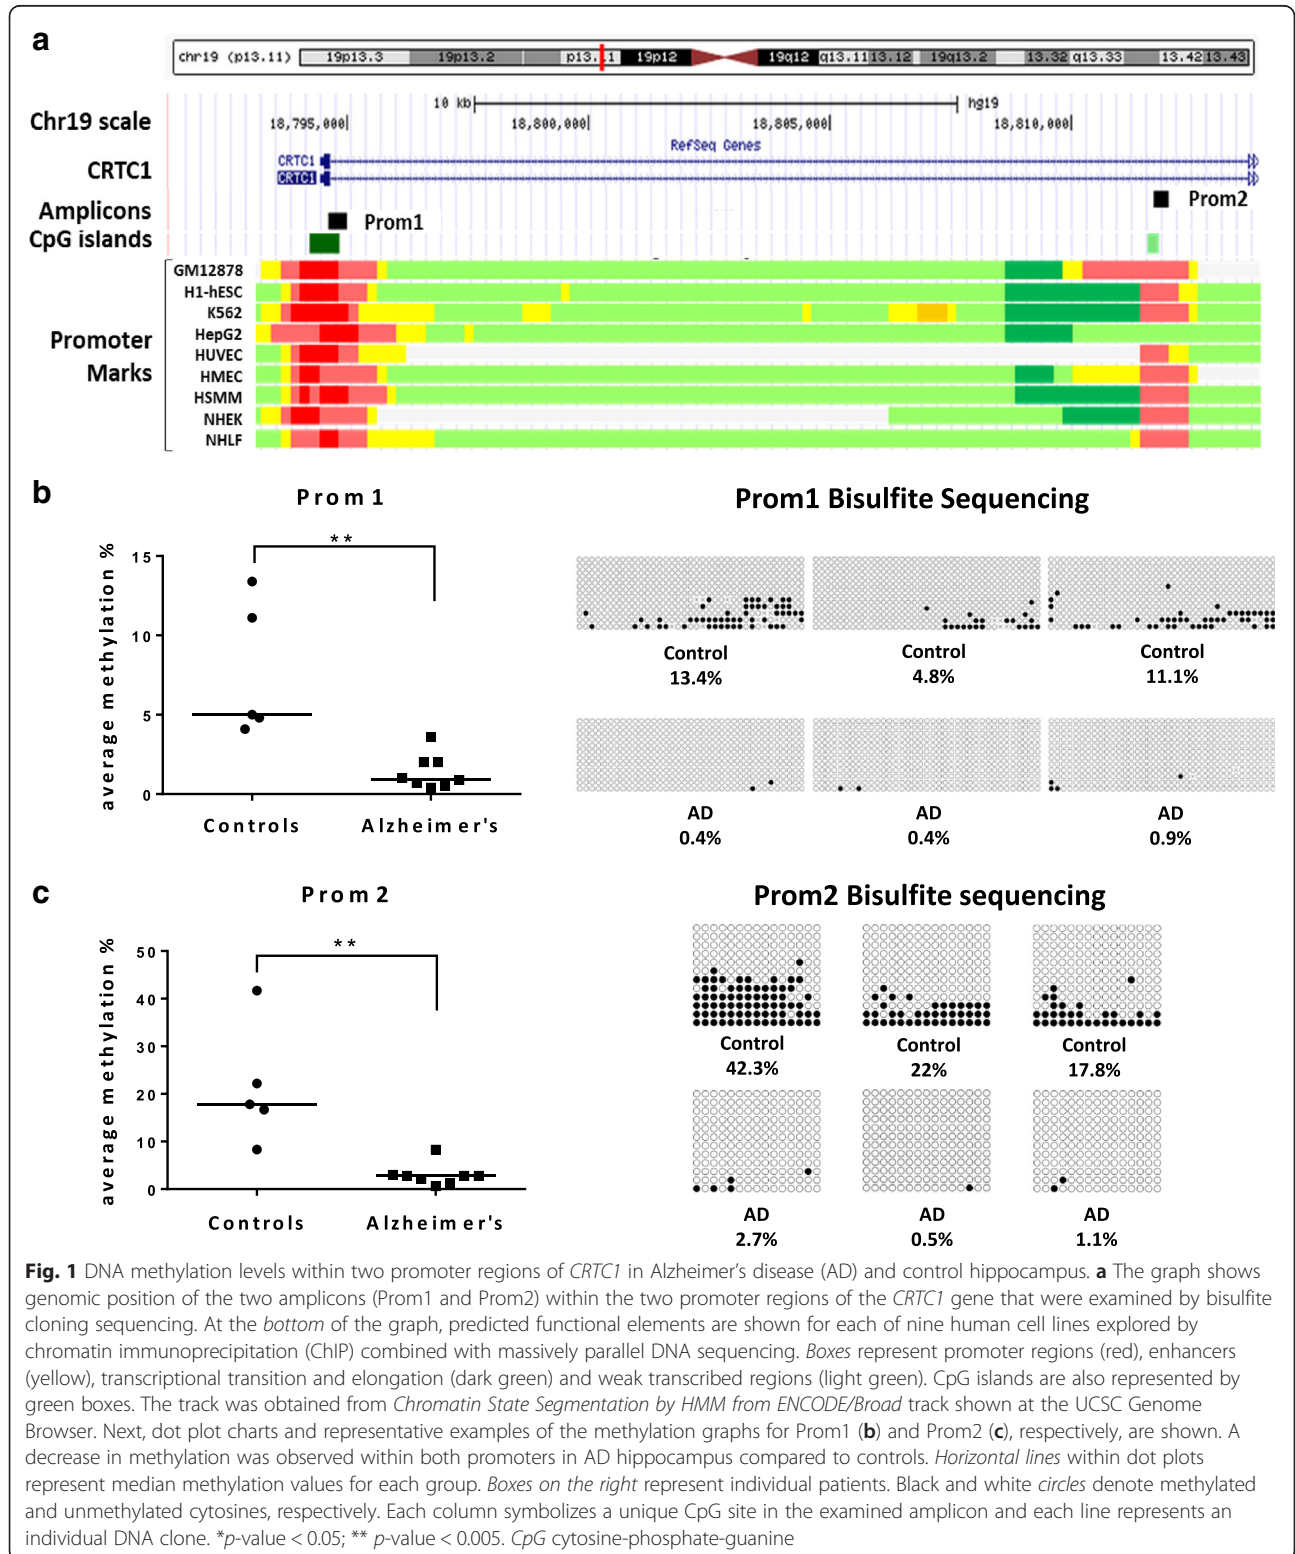 a
chr19 (p13.11) 19p13.3 19p13.2 p13.11 19p12 19q12 q13.11 13.12 19q13.2 13.32 q13.33 13.42 13.43
10 kb hg19
Chr19 scale 18,795,000 18,800,000 18,805,000 18,810,000
RefSeq Genes
CRTC1
CRTC1
CRTC1
Amplicons Prom1 Prom2
CpG islands
Promoter Marks
GM12878
H1-hESC
K562
HepG2
HUVEC
HMEC
HSMM
NHEK
NHLF
b
Prom 1
**
average methylation %
15
10
5
0
Controls Alzheimer's
Prom1 Bisulfite Sequencing
Control Control Control
13.4% 4.8% 11.1%
AD AD AD
0.4% 0.4% 0.9%
c
Prom 2
**
average methylation %
50
40
30
20
10
0
Controls Alzheimer's
Prom2 Bisulfite sequencing
Control Control Control
42.3% 22% 17.8%
AD AD AD
2.7% 0.5% 1.1%
Fig. 1 DNA methylation levels within two promoter regions of CRTC1 in Alzheimer's disease (AD) and control hippocampus. a The graph shows
genomic position of the two amplicons (Prom1 and Prom2) within the two promoter regions of the CRTC1 gene that were examined by bisulfite
cloning sequencing. At the bottom of the graph, predicted functional elements are shown for each of nine human cell lines explored by
chromatin immunoprecipitation (ChIP) combined with massively parallel DNA sequencing. Boxes represent promoter regions (red), enhancers
(yellow), transcriptional transition and elongation (dark green) and weak transcribed regions (light green). CpG islands are also represented by
green boxes. The track was obtained from Chromatin State Segmentation by HMM from ENCODE/Broad track shown at the UCSC Genome
Browser. Next, dot plot charts and representative examples of the methylation graphs for Prom1 (b) and Prom2 (c), respectively, are shown. A
decrease in methylation was observed within both promoters in AD hippocampus compared to controls. Horizontal lines within dot plots
represent median methylation values for each group. Boxes on the right represent individual patients. Black and white circles denote methylated
and unmethylated cytosines, respectively. Each column symbolizes a unique CpG site in the examined amplicon and each line represents an
individual DNA clone. *p-value < 0.05; ** p-value < 0.005. CpG cytosine-phosphate-guanine